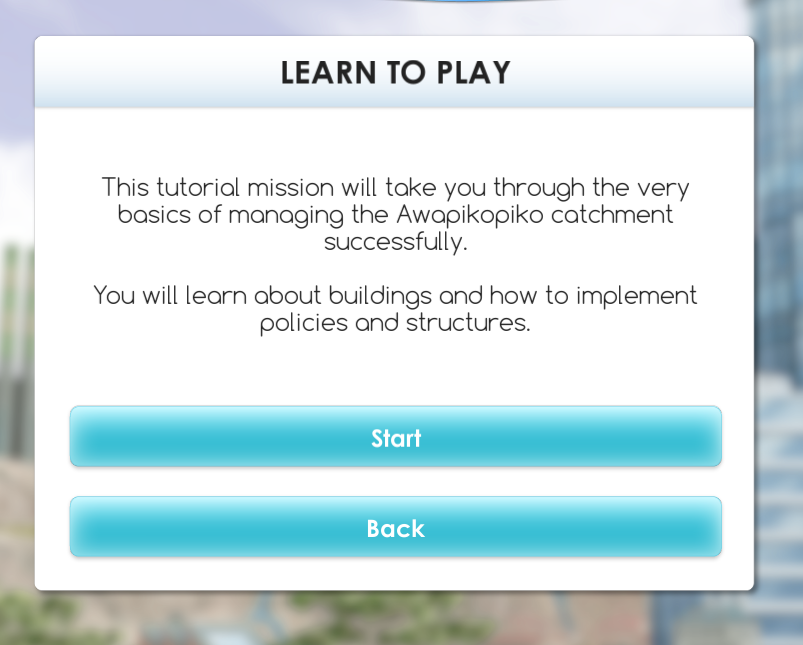 LEARN TO PLAY
This tutorial mission will take you through the very
basics of managing the Awapikopiko catchment
successfully.
You will learn about buildings and how to implement
policies and structures.
Start
Back